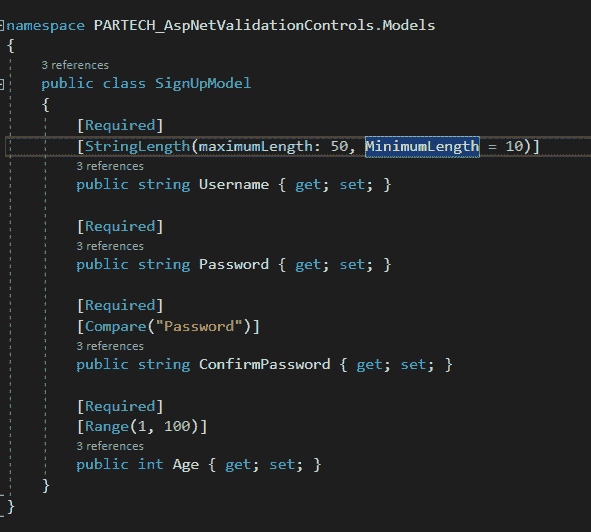 namespace PARTECH_AspNetValidationControls.Models
{
3 references
public class SignUpModel
{
[Required]
[StringLength(maximumLength: 50, MinimumLength = 10)]
3 references
public string Username { get; set; }
[Required]
3 references
public string Password { get; set; }
[Required]
[Compare("Password")]
3 references
public string ConfirmPassword { get; set; }
[Required]
[Range(1, 100)]
3 references
public int Age { get; set; }
}
}